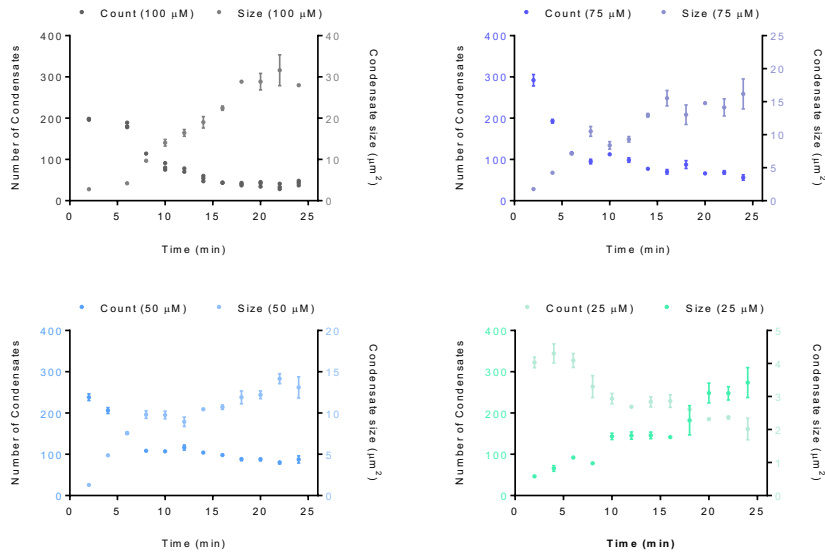 Count (100 μM) Size (100 μM)
400
300
200
100
0
Number of Condensates
40
30
20
10
0
Condensate size (μm²)
0 5 10 15 20 25
Time (min)
Count (75 μM) Size (75 μM)
400
300
200
100
0
Number of Condensates
25
20
15
10
5
0
Condensate size (μm²)
0 5 10 15 20 25
Time (min)
Count (50 μM) Size (50 μM)
400
300
200
100
0
Number of Condensates
20
15
10
5
0
Condensate size (μm²)
0 5 10 15 20 25
Time (min)
Count (25 μM) Size (25 μM)
400
300
200
100
0
Number of Condensates
5
4
3
2
1
0
Condensate size (μm²)
0 5 10 15 20 25
Time (min)